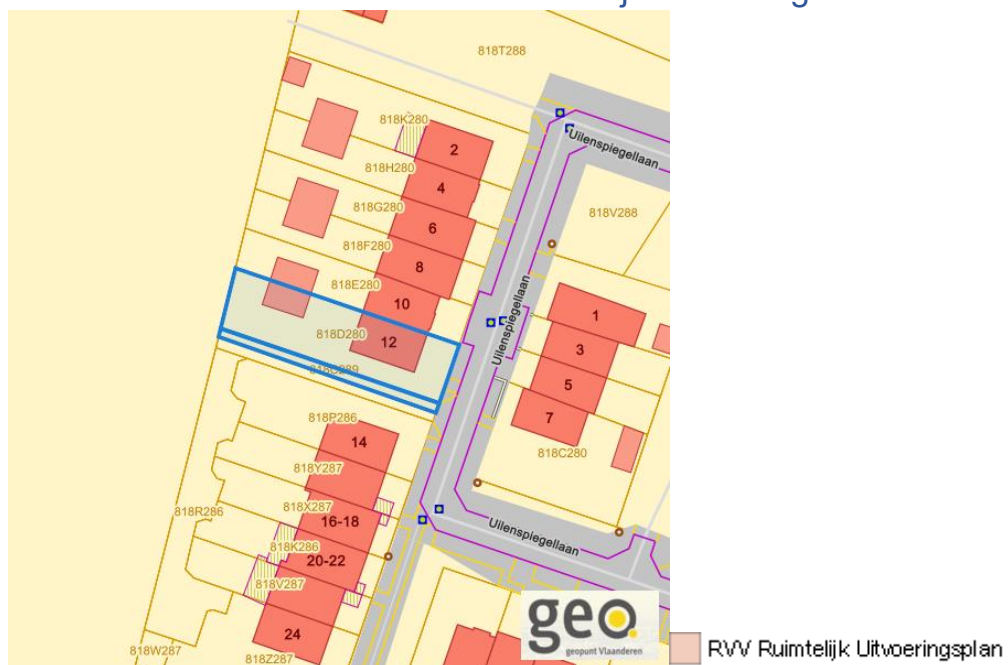 818T288
818K280
2
Uilenspiegellaan
818H280
4
818G280
818V288
6
818F280
8
818E280
10
Uilenspiegellaan
1
818D280
12
3
5
818P286
7
14
818C280
818Y287
818X287
818R286
16-18
Uilenspiegellaan
818K286
20-22
818V287
geo
geopunt Vlaanderen
24
818W287
818Z287
RVV Ruimtelijk Uitvoeringsplan